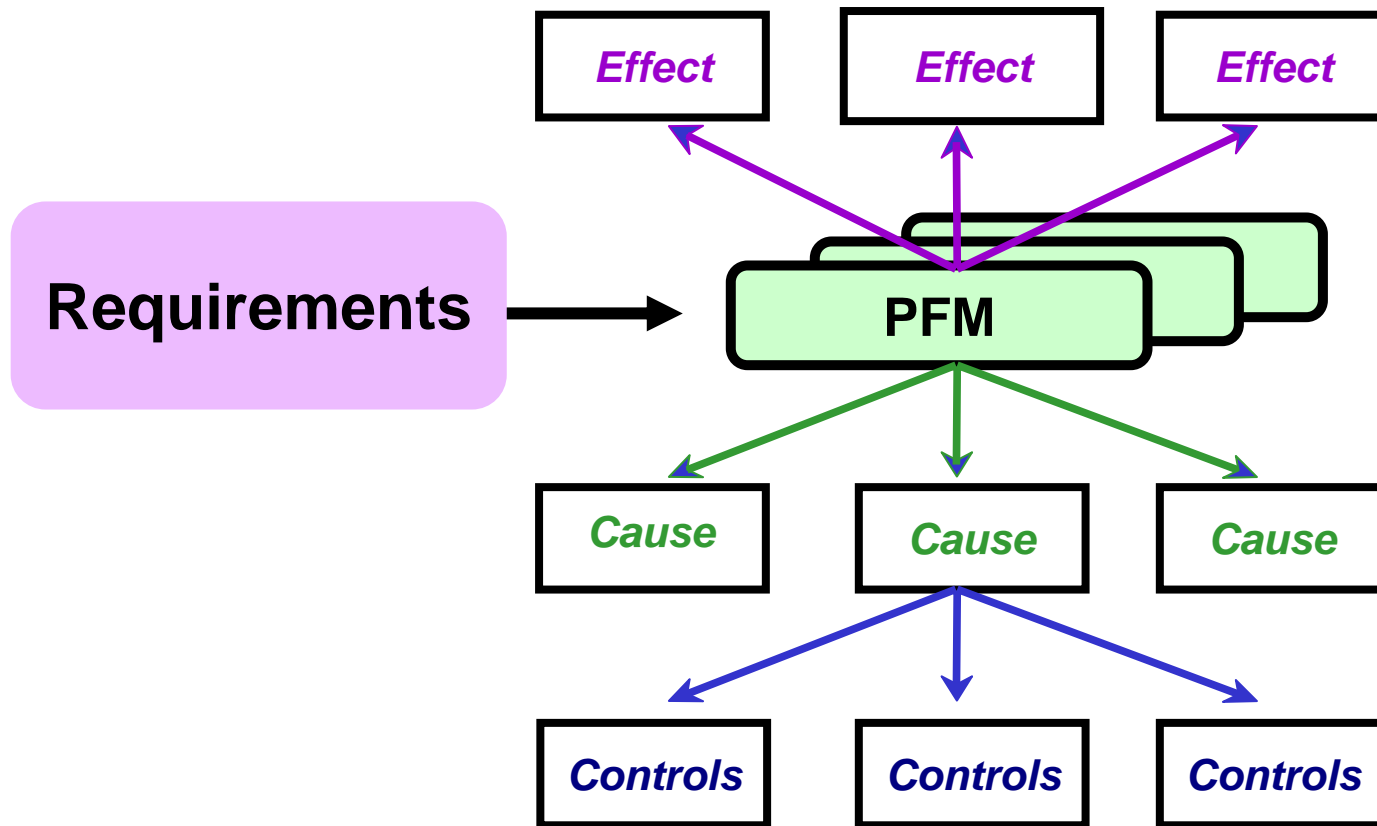 Effect
Effect
Effect
Requirements
PFM
Cause
Cause
Cause
Controls
Controls
Controls